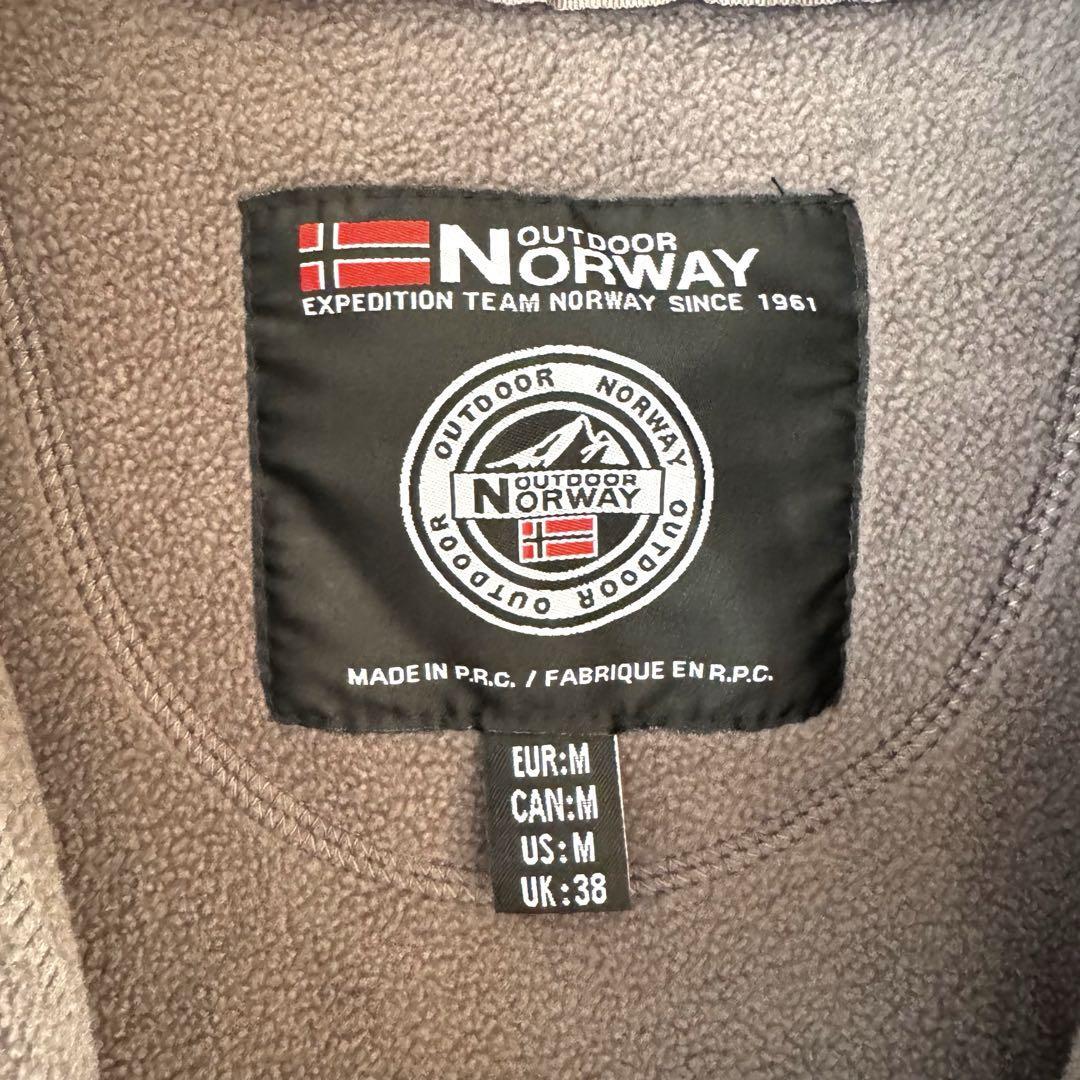 OUTDOOR
NORWAY
EXPEDITION TEAM NORWAY SINCE 1961
OUTDOOR NORWAY OUTDOOR OUTDOOR OUTDOOR
OUTDOOR
NORWAY
MADE IN P.R.C. / FABRIQUE EN R.P.C.
EUR:M
CAN:M
US:M
UK:38